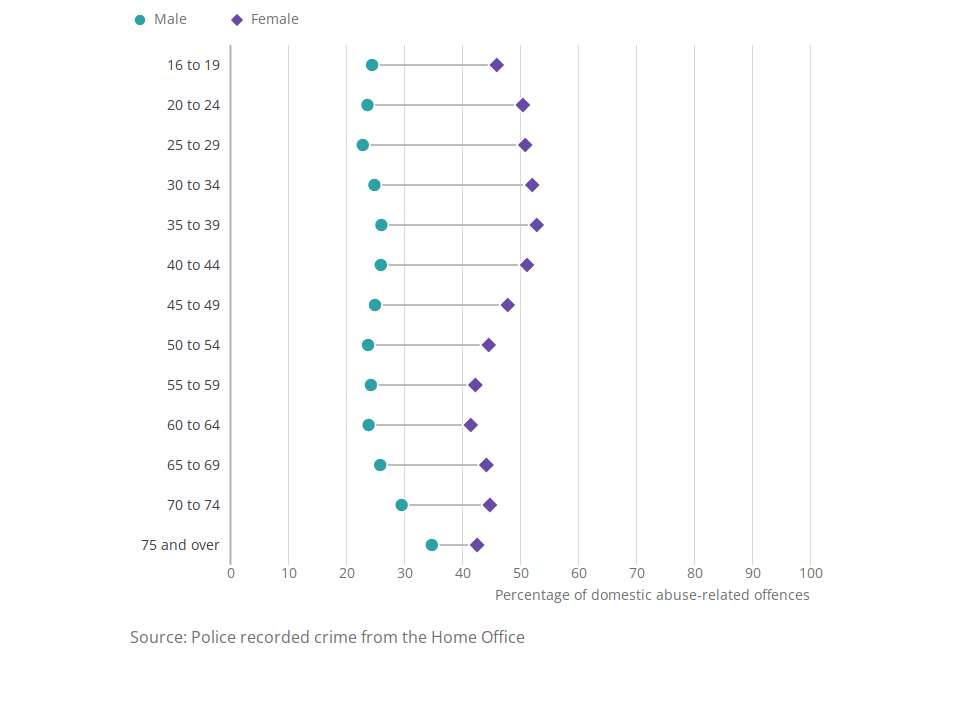 Male Female
16 to 19
20 to 24
25 to 29
30 to 34
35 to 39
40 to 44
45 to 49
50 to 54
55 to 59
60 to 64
65 to 69
70 to 74
75 and over
0 10 20 30 40 50 60 70 80 90 100
Percentage of domestic abuse-related offences
Source: Police recorded crime from the Home Office